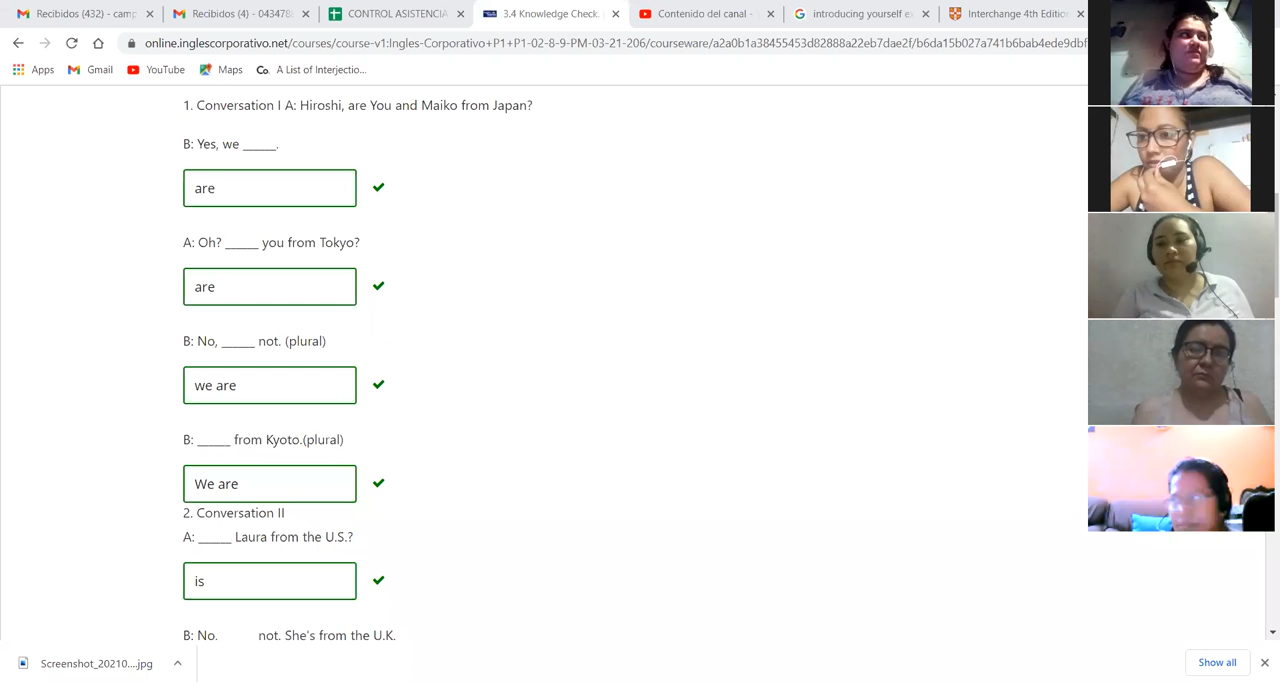 Recibidos (432) - camp
Recibidos (4) - 043478
CONTROL ASISTENCIA
3.4 Knowledge Check.
Contenido del canal -
introducing yourself e
Interchange 4th Edition
online.inglescorporativo.net/courses/course-v1:Ingles-Corporativo+P1+P1-02-8-9-PM-03-21-206/courseware/a2a0b1a38455453d82888a22eb7dae2f/b6da15b027a741b6bab4ede9dbf
Apps
Gmail
YouTube
Maps
Co. A List of Interjectio...
1. Conversation I A: Hiroshi, are You and Maiko from Japan?
B: Yes, we _____.
are
A: Oh? _____ you from Tokyo?
are
B: No, _____ not. (plural)
we are
B: _____ from Kyoto.(plural)
We are
2. Conversation II
A: _____ Laura from the U.S.?
is
B: No, _____ not. She's from the U.K.
Screenshot_20210....jpg
Show all